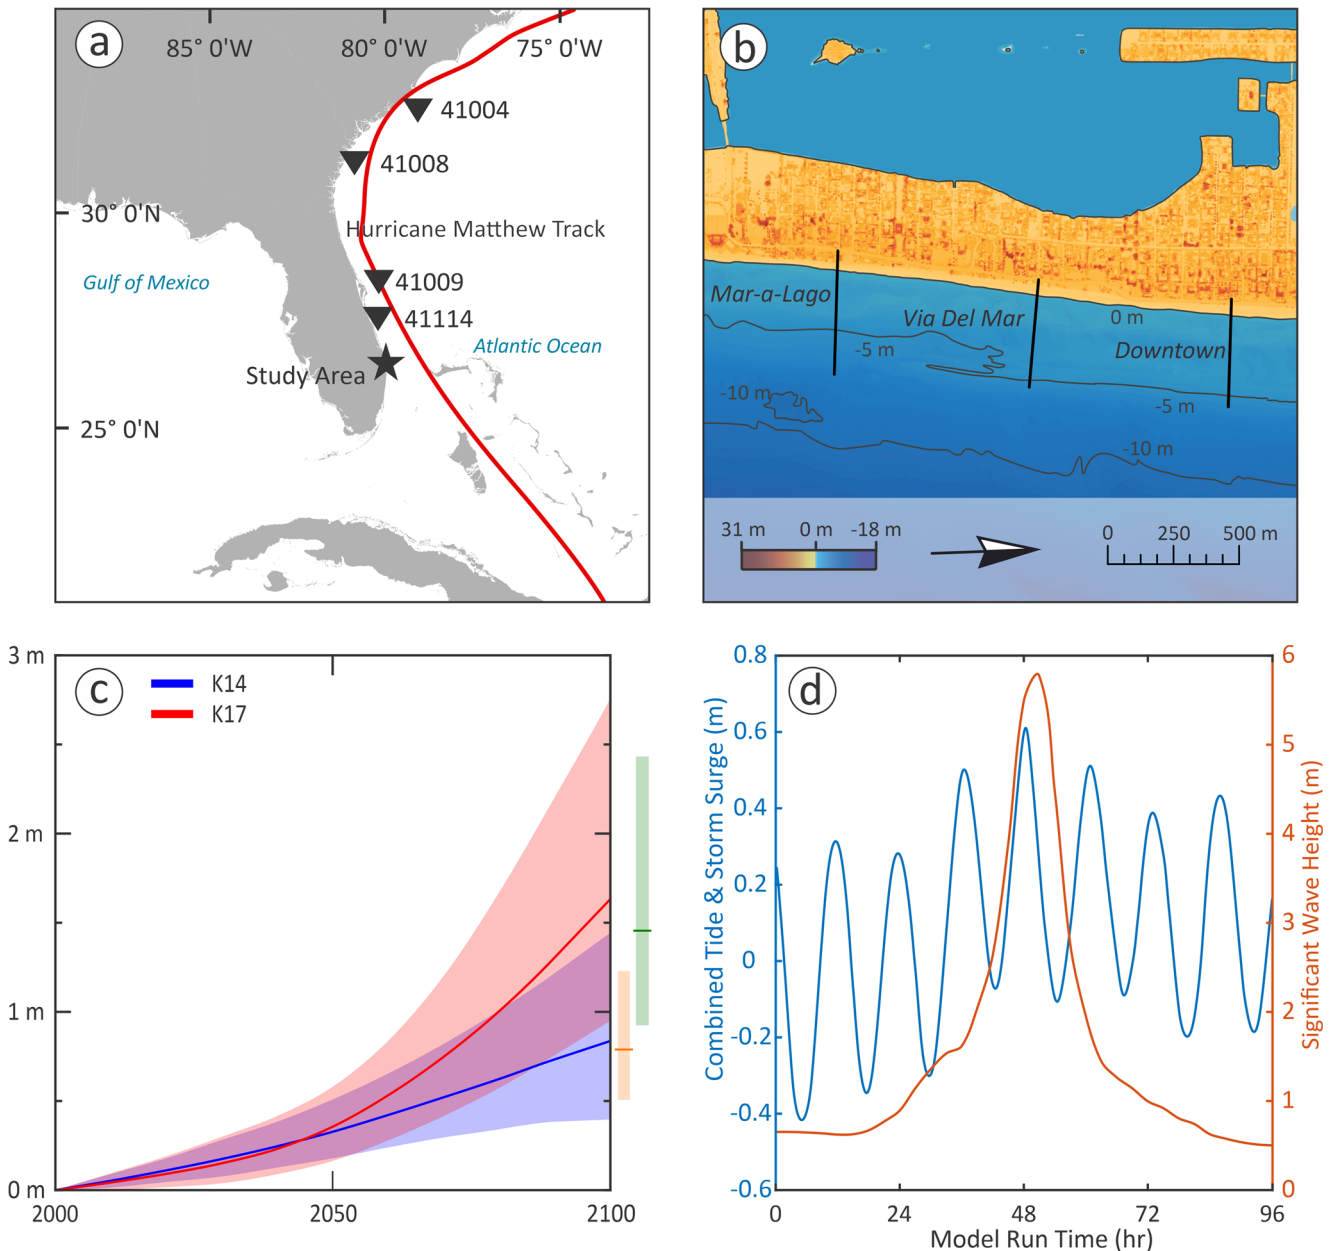 a
85° 0'W
80° 0'W
75° 0'W
41004
41008
30° 0'N
Hurricane Matthew Track
Gulf of Mexico
41009
41114
Atlantic Ocean
Study Area
25° 0'N
b
Mar-a-Lago
Via Del Mar
0 m
-5 m
Downtown
-10 m
-5 m
-10 m
31 m
0 m
-18 m
0
250
500 m
3 m
c
K14
K17
2 m
1 m
0 m
2000
2050
2100
0.8
d
6
0.6
5
0.4
4
0.2
3
0
2
-0.2
1
-0.4
0
-0.6
Combined Tide & Storm Surge (m)
Significant Wave Height (m)
0
24
48
72
96
Model Run Time (hr)